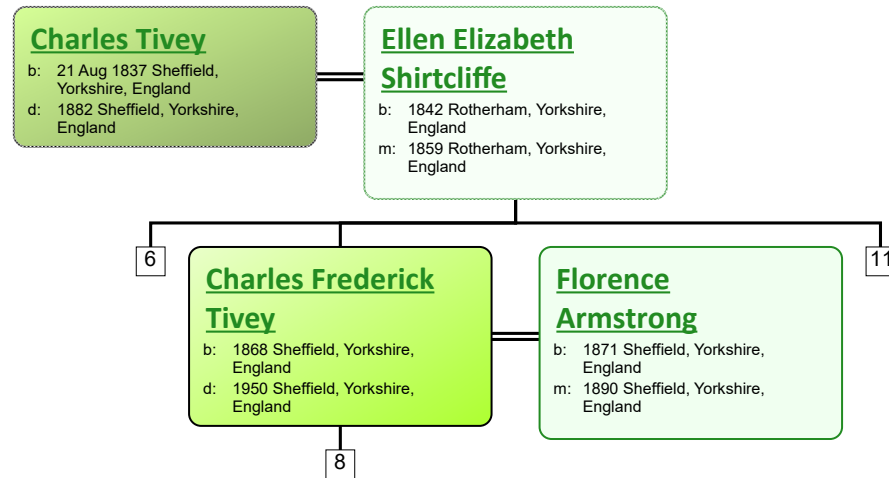 Charles Tivey
b: 21 Aug 1837 Sheffield,
Yorkshire, England
d: 1882 Sheffield, Yorkshire,
England
Ellen Elizabeth
Shirtcliffe
b: 1842 Rotherham, Yorkshire,
England
m: 1859 Rotherham, Yorkshire,
England
6
11
Charles Frederick
Tivey
b: 1868 Sheffield, Yorkshire,
England
d: 1950 Sheffield, Yorkshire,
England
Florence
Armstrong
b: 1871 Sheffield, Yorkshire,
England
m: 1890 Sheffield, Yorkshire,
England
8